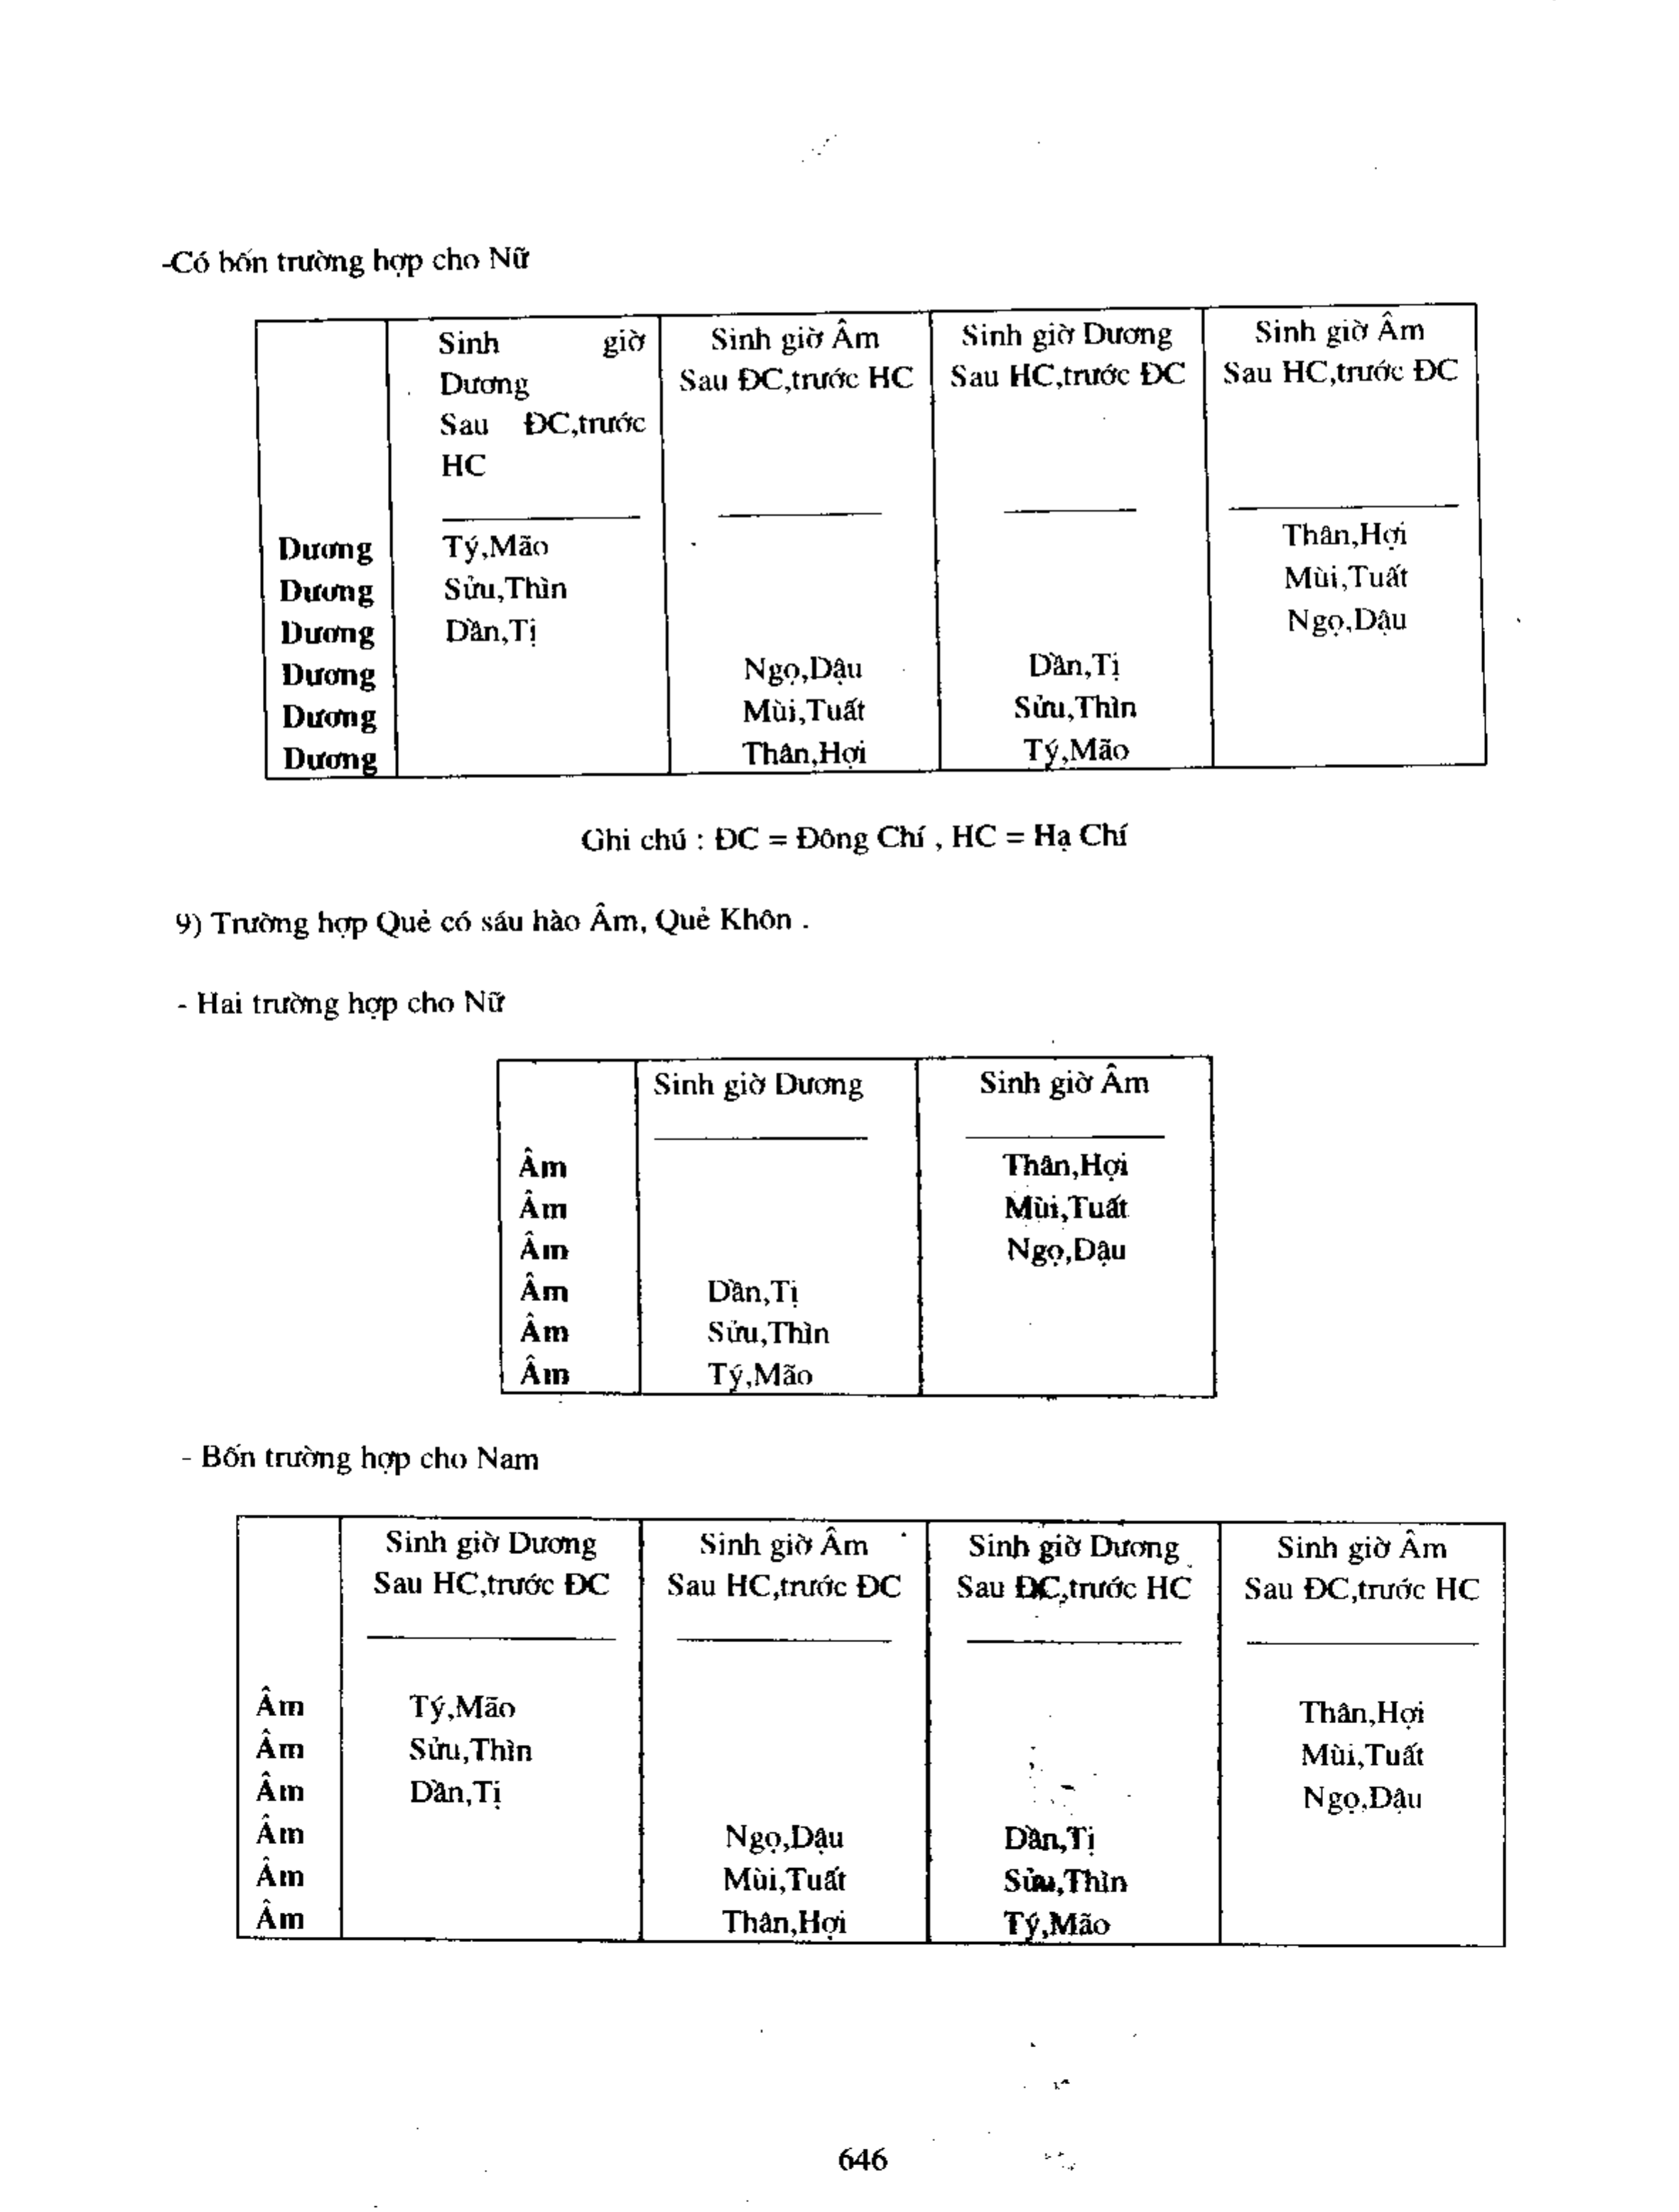 -Có bốn trường hợp cho Nữ
Sinh giờ Dương Sau ĐC,trước HC | Sinh giờ Âm Sau ĐC,trước HC | Sinh giờ Dương Sau HC,trước ĐC | Sinh giờ Âm Sau HC,trước ĐC
Dương Tý,Mão Thân,Hợi
Dương Sửu,Thìn Mùi,Tuất
Dương Dần,Tị Ngọ,Dậu
Dương Ngọ,Dậu Dần,Tị
Dương Mùi,Tuất Sửu,Thìn
Dương Thân,Hợi Tý,Mão
Ghi chú : ĐC = Đông Chí , HC = Hạ Chí
9) Trường hợp Quẻ có sáu hào Âm, Quẻ Khôn .
- Hai trường hợp cho Nữ
Sinh giờ Dương Sinh giờ Âm
Âm Thân,Hợi
Âm Mùi,Tuất
Âm Ngọ,Dậu
Âm Dần,Tị
Âm Sửu,Thìn
Âm Tý,Mão
- Bốn trường hợp cho Nam
Sinh giờ Dương Sinh giờ Âm Sinh giờ Dương Sinh giờ Âm
Sau HC,trước ĐC Sau HC,trước ĐC Sau ĐC,trước HC Sau ĐC,trước HC
Âm Tý,Mão Thân,Hợi
Âm Sửu,Thìn Mùi,Tuất
Âm Dần,Tị Ngọ,Dậu
Âm Ngọ,Dậu Dần,Tị
Âm Mùi,Tuất Sửu,Thìn
Âm Thân,Hợi Tý,Mão
646